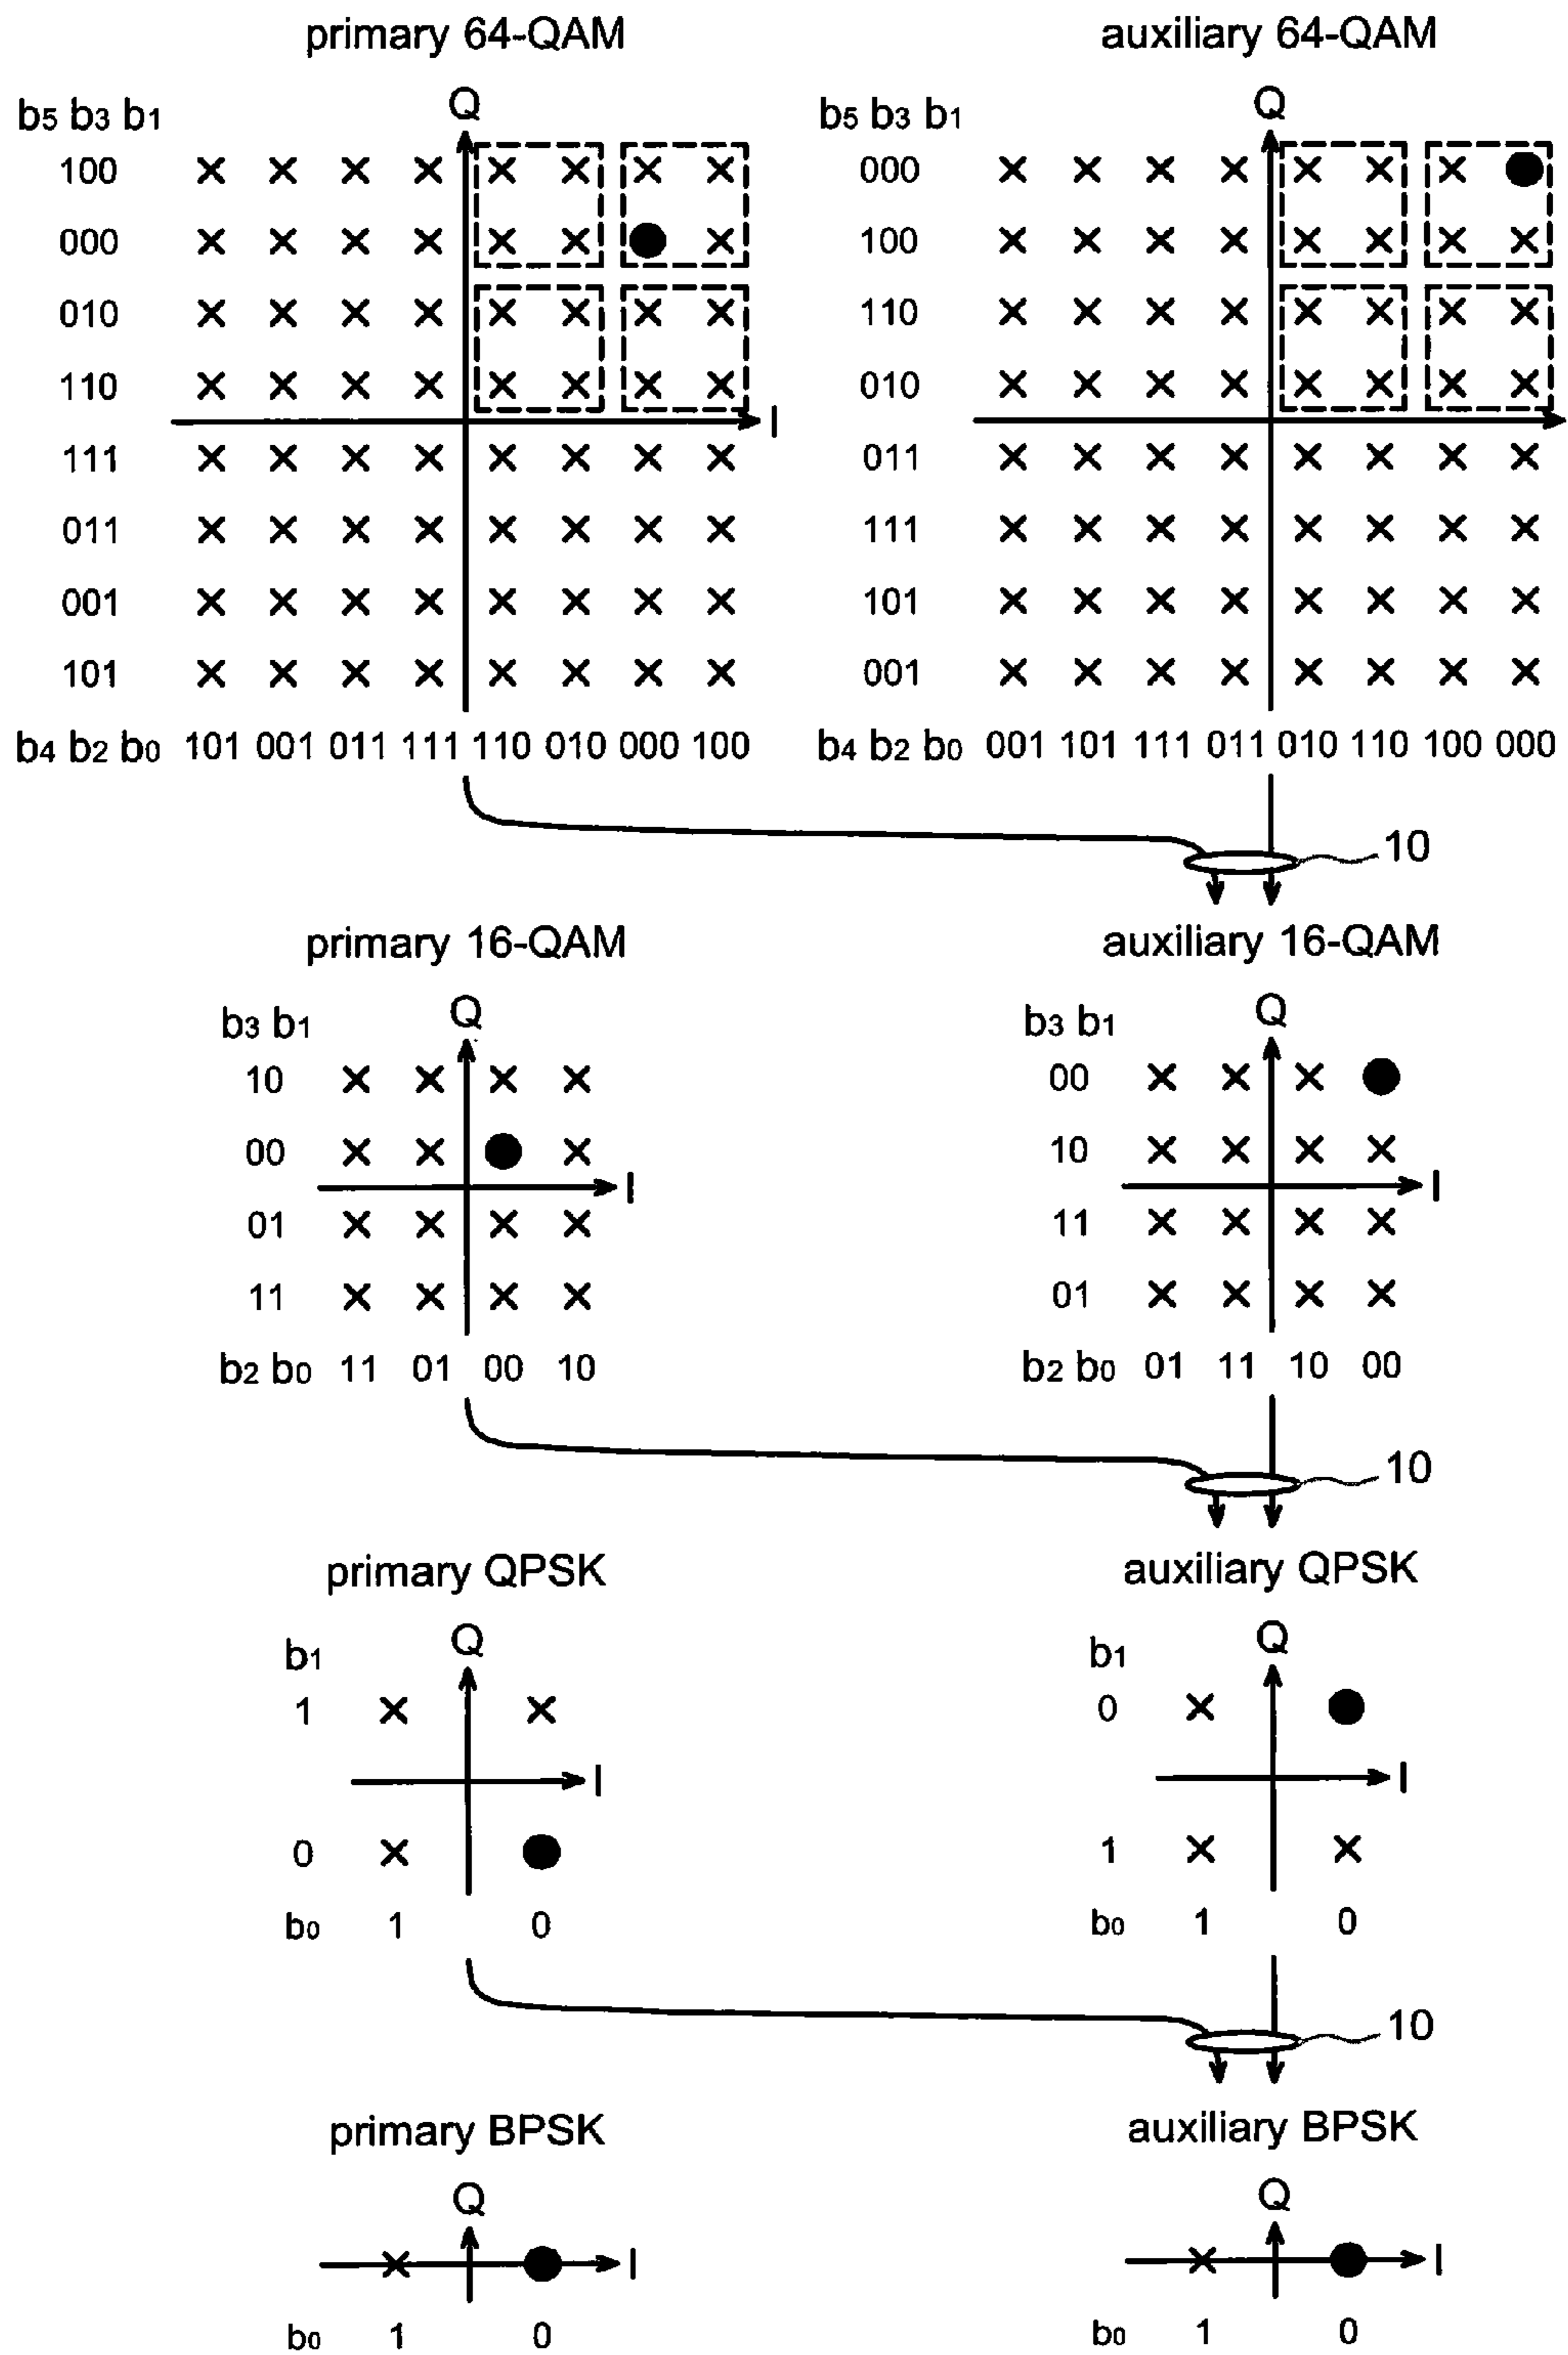 primary 64-QAM auxiliary 64-QAM
Q Q
b5 b3 b1 b5 b3 b1
100 000
000 100
010 110
110 010
I
111 011
011 111
001 101
101 001
b4 b2 b0 101 001 011 111 110 010 000 100 b4 b2 b0 001 101 111 011 010 110 100 000
10
primary 16-QAM auxiliary 16-QAM
Q Q
b3 b1 b3 b1
10 00
00 10
I I
01 11
11 01
b2 b0 11 01 00 10 b2 b0 01 11 10 00
10
primary QPSK auxiliary QPSK
Q Q
b1 b1
1 0
I I
0 1
b0 1 0 b0 1 0
10
primary BPSK auxiliary BPSK
Q Q
I I
b0 1 0 b0 1 0